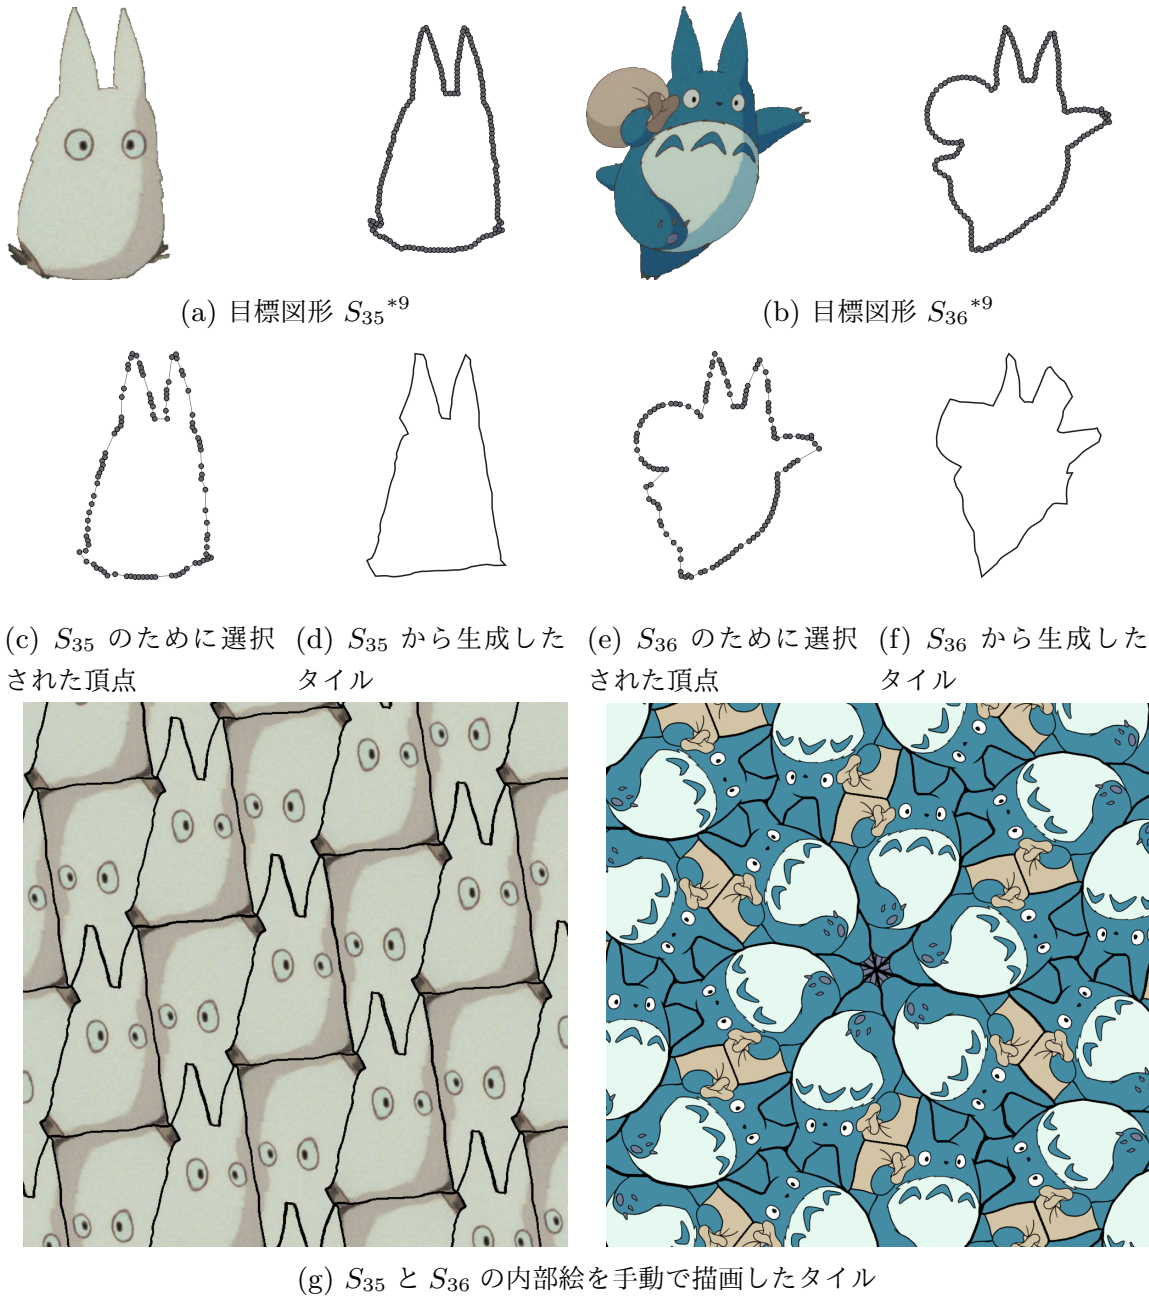 (a) 目標図形 S35*9
(b) 目標図形 S36*9
(c) S35 のために選択
された頂点
(d) S35 から生成した
タイル
(e) S36 のために選択
された頂点
(f) S36 から生成した
タイル
(g) S35 と S36 の内部絵を手動で描画したタイル